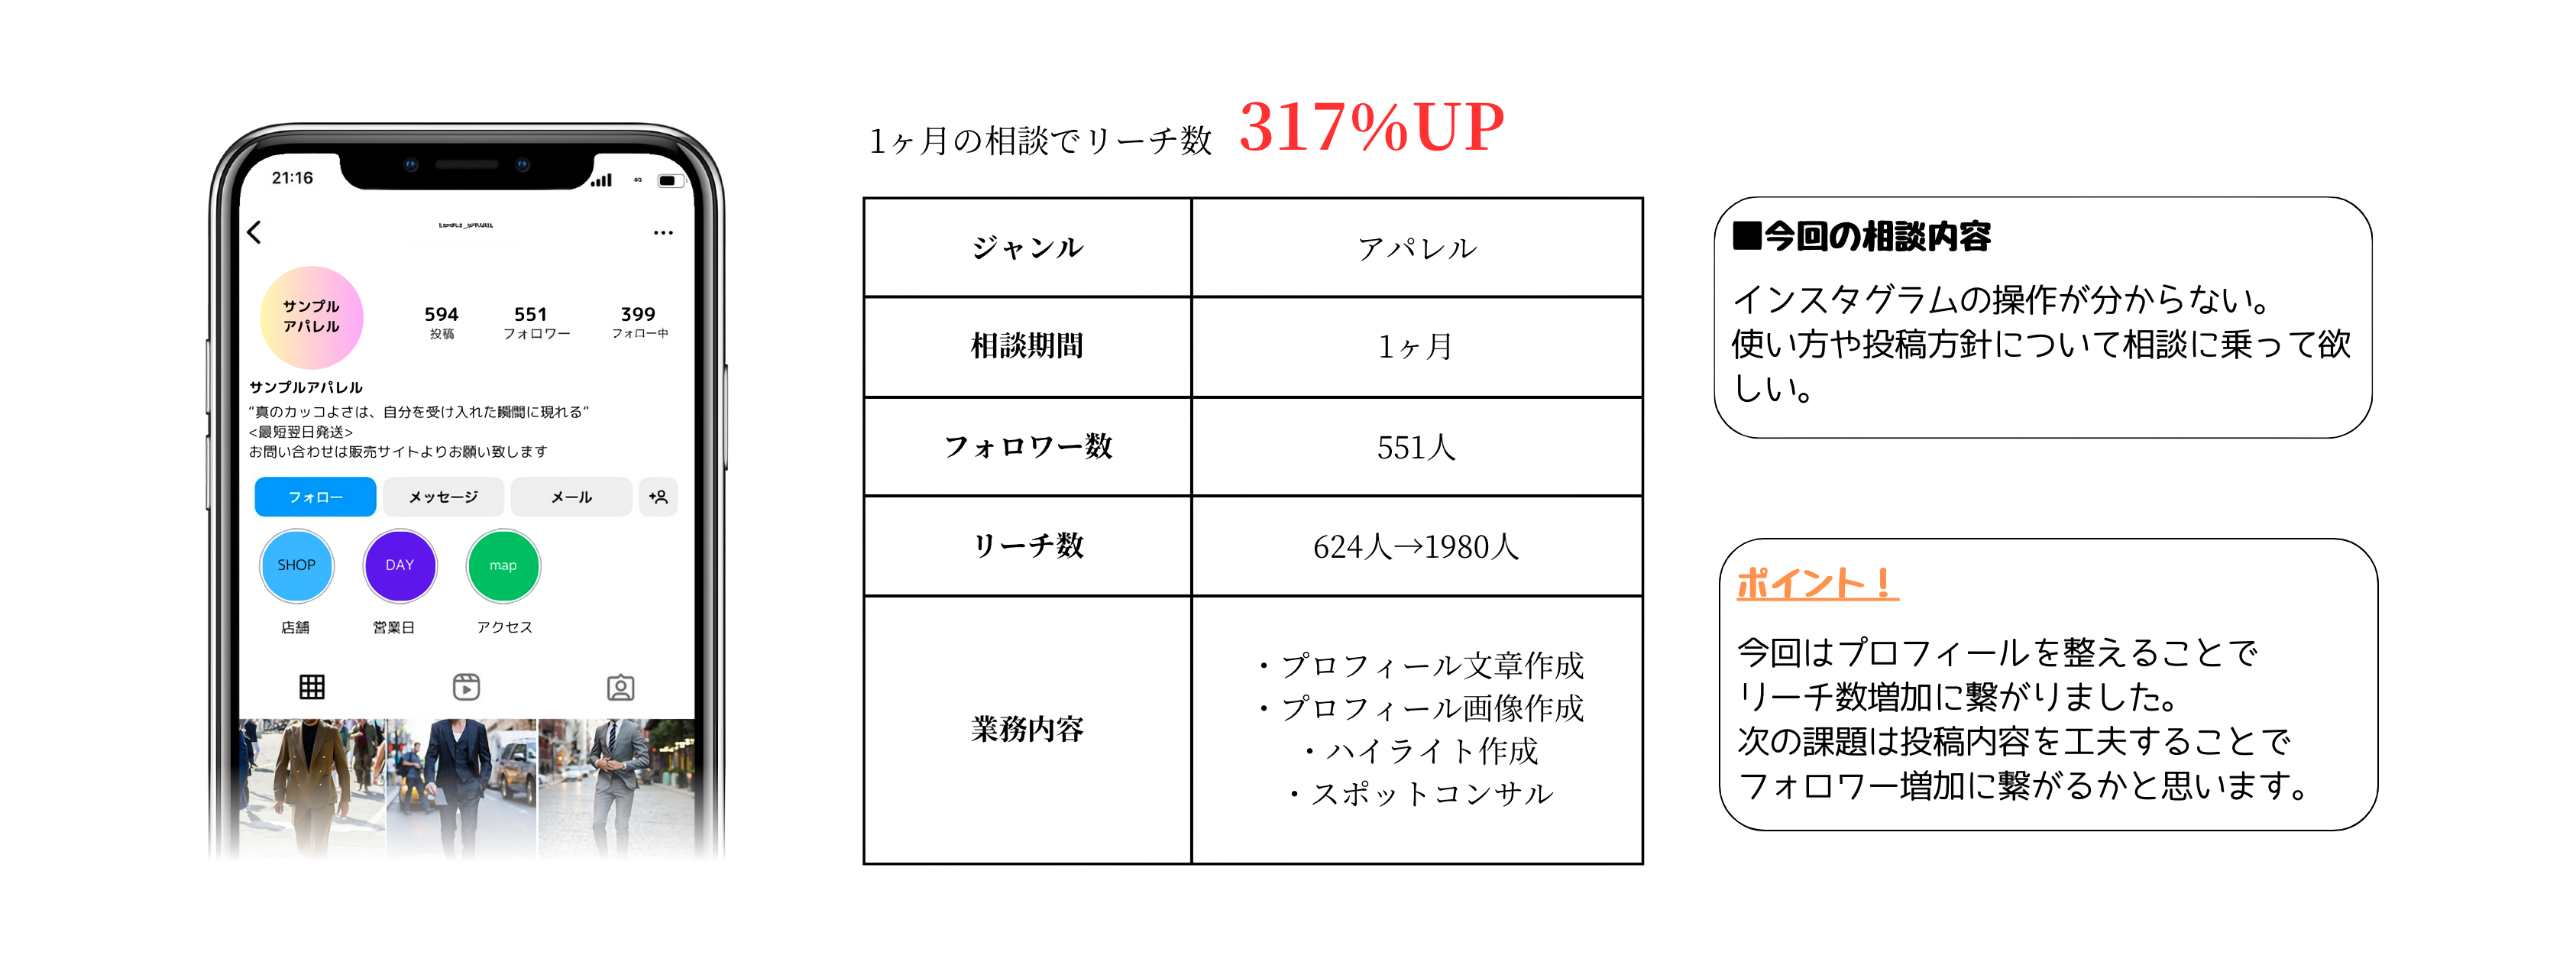 21:16
4G
サンプル
アパレル
594
投稿
551
フォロワー
399
フォロー中
サンプルアパレル
“真のカッコよさは、自分を受け入れた瞬間に現れる”
<最短翌日発送>
お問い合わせは販売サイトよりお願い致します
フォロー
メッセージ
メール
SHOP
DAY
map
店舗
営業日
アクセス
1ヶ月の相談でリーチ数 317%UP
ジャンル
アパレル
相談期間
1ヶ月
フォロワー数
551人
リーチ数
624人→1980人
業務内容
・プロフィール文章作成
・プロフィール画像作成
・ハイライト作成
・スポットコンサル
■今回の相談内容
インスタグラムの操作が分からない。
使い方や投稿方針について相談に乗って欲
しい。
ポイント！
今回はプロフィールを整えることで
リーチ数増加に繋がりました。
次の課題は投稿内容を工夫することで
フォロワー増加に繋がるかと思います。